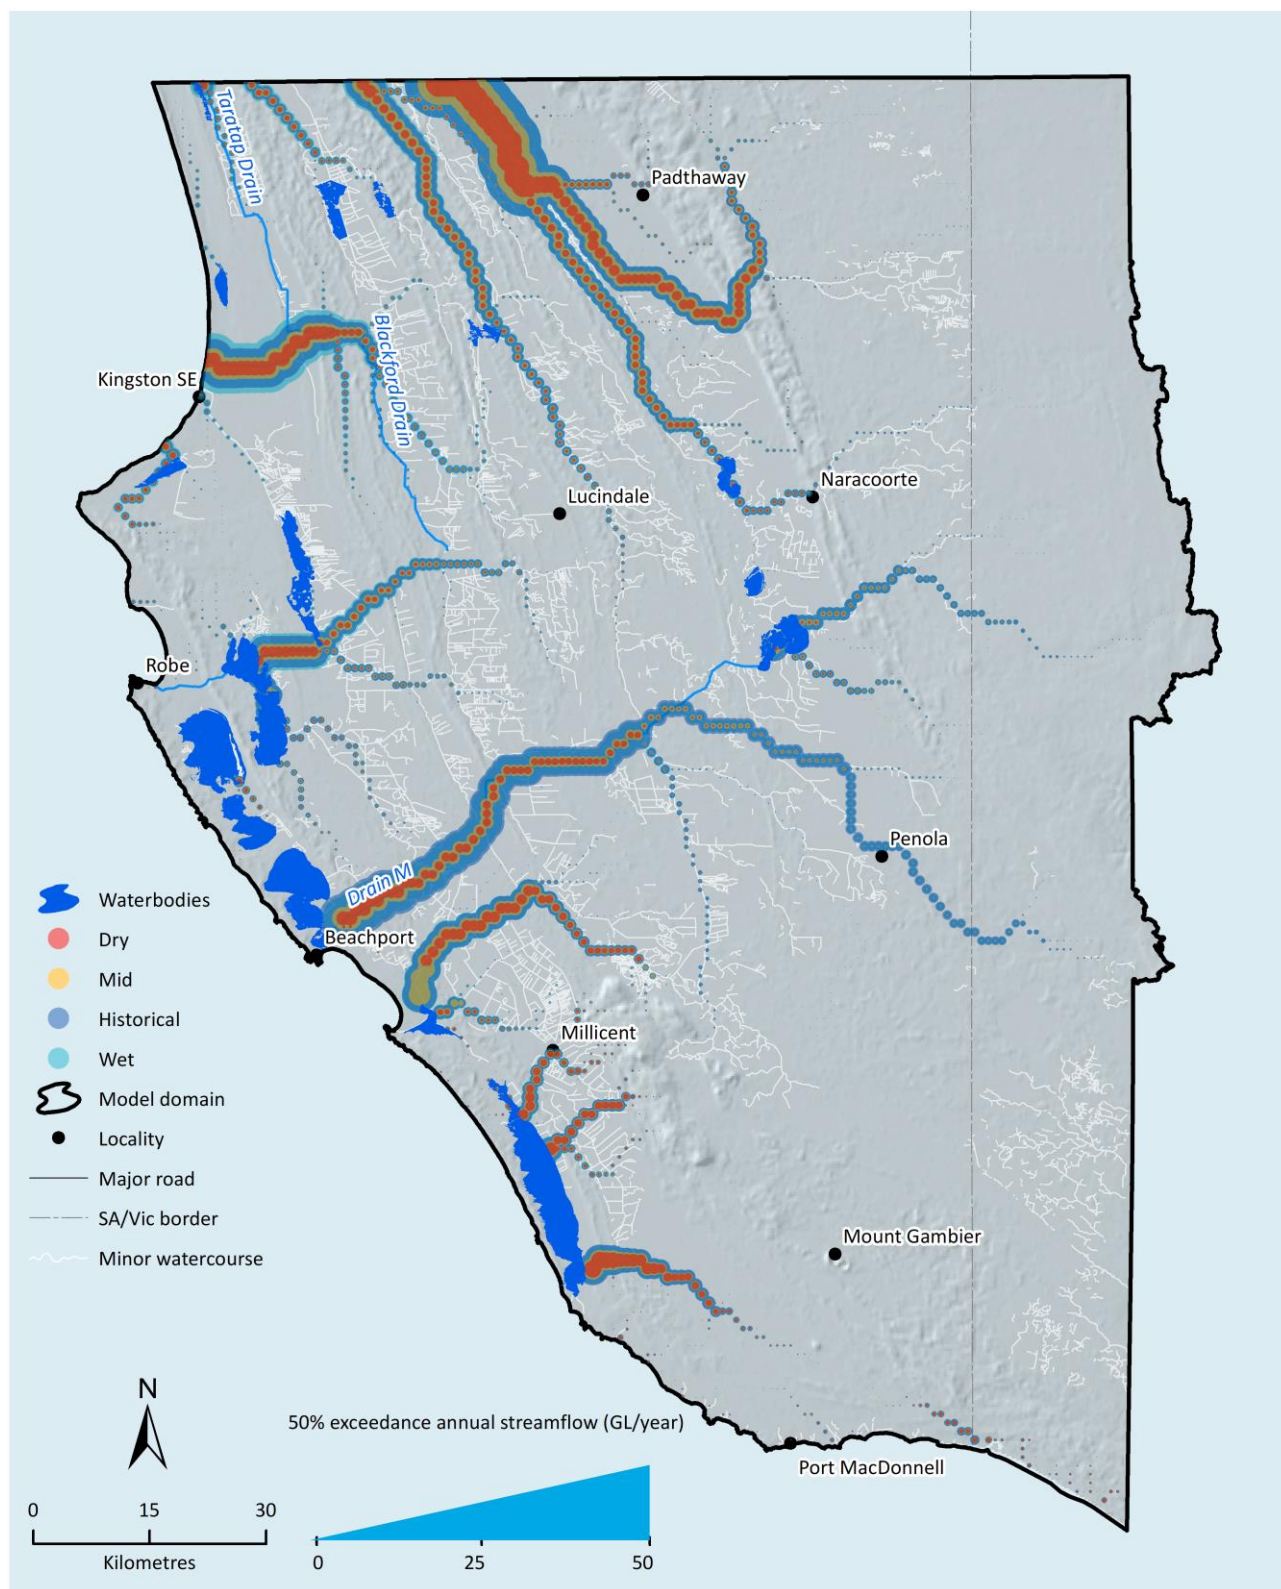 Taratap Drain
Padthaway
Blackford Drain
Kingston SE
Lucindale
Naracoorte
Robe
Penola
Drain M
Beachport
Millicent
Mount Gambier
Port MacDonnell
Waterbodies
Dry
Mid
Historical
Wet
Model domain
Locality
Major road
SA/Vic border
Minor watercourse
N
0 15 30
Kilometres
50% exceedance annual streamflow (GL/year)
0 25 50